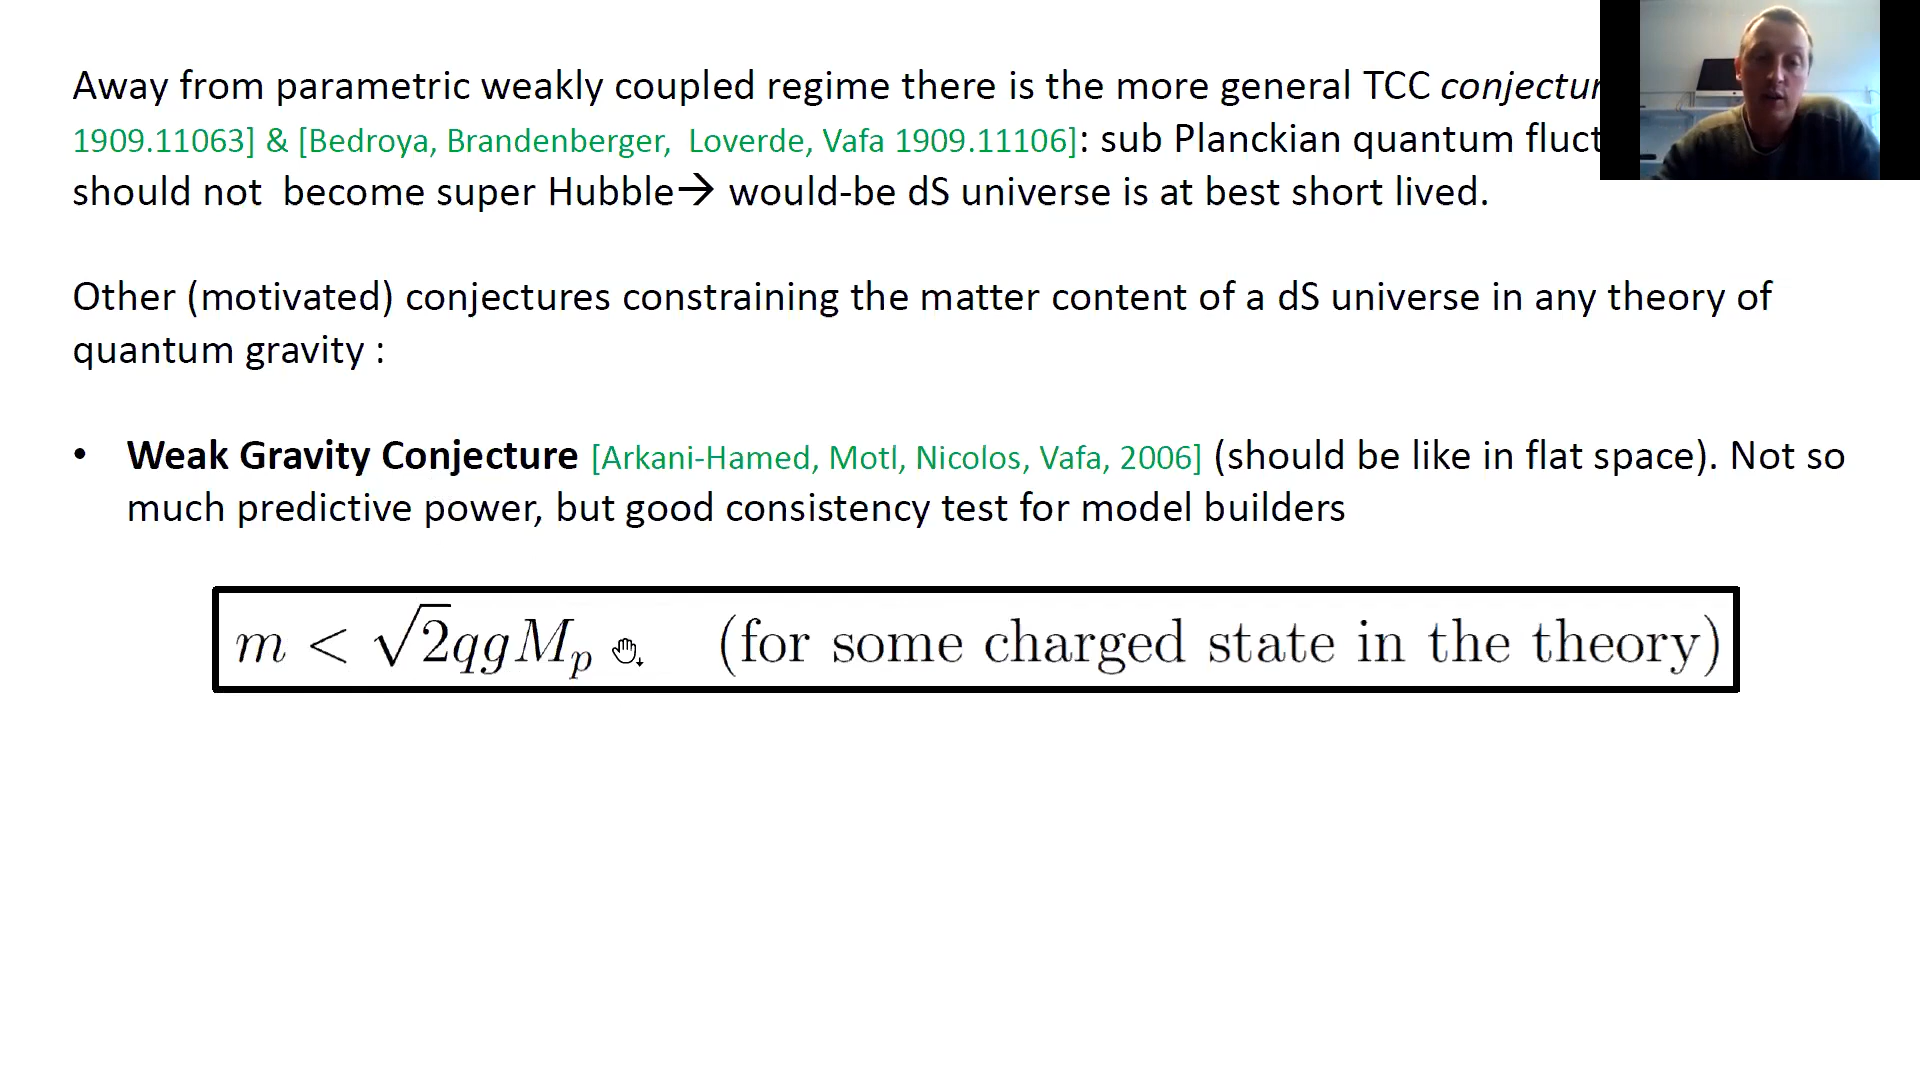 Away from parametric weakly coupled regime there is the more general TCC
1909.11063] & [Bedroya, Brandenberger, Loverde, Vafa 1909.11106]: sub Planckian quantum
should not become super Hubble→ would-be dS universe is at best short lived.
Other (motivated) conjectures constraining the matter content of a dS universe in any theory of
quantum gravity :
• Weak Gravity Conjecture [Arkani-Hamed, Motl, Nicolos, Vafa, 2006] (should be like in flat space). Not so
much predictive power, but good consistency test for model builders
m < √2qgM_p (for some charged state in the theory)